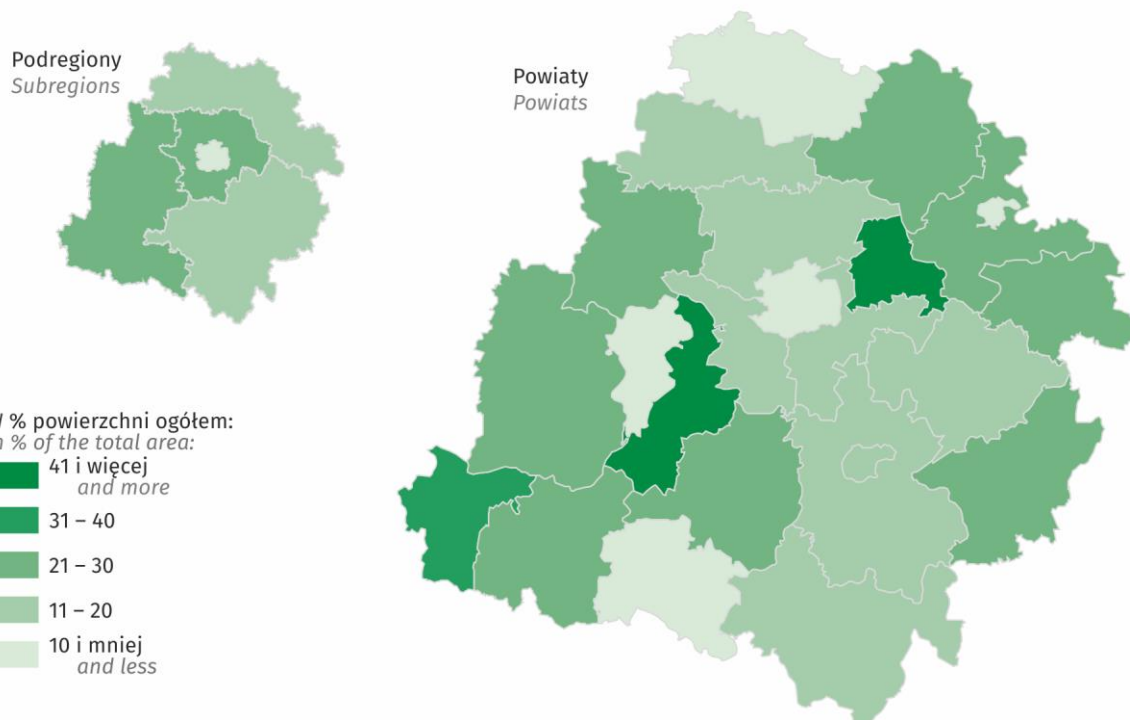 Podregiony
Subregions
Powiaty
Powiats
% powierzchni ogółem:
% of the total area:
41 i więcej
and more
31 – 40
21 – 30
11 – 20
10 i mniej
and less